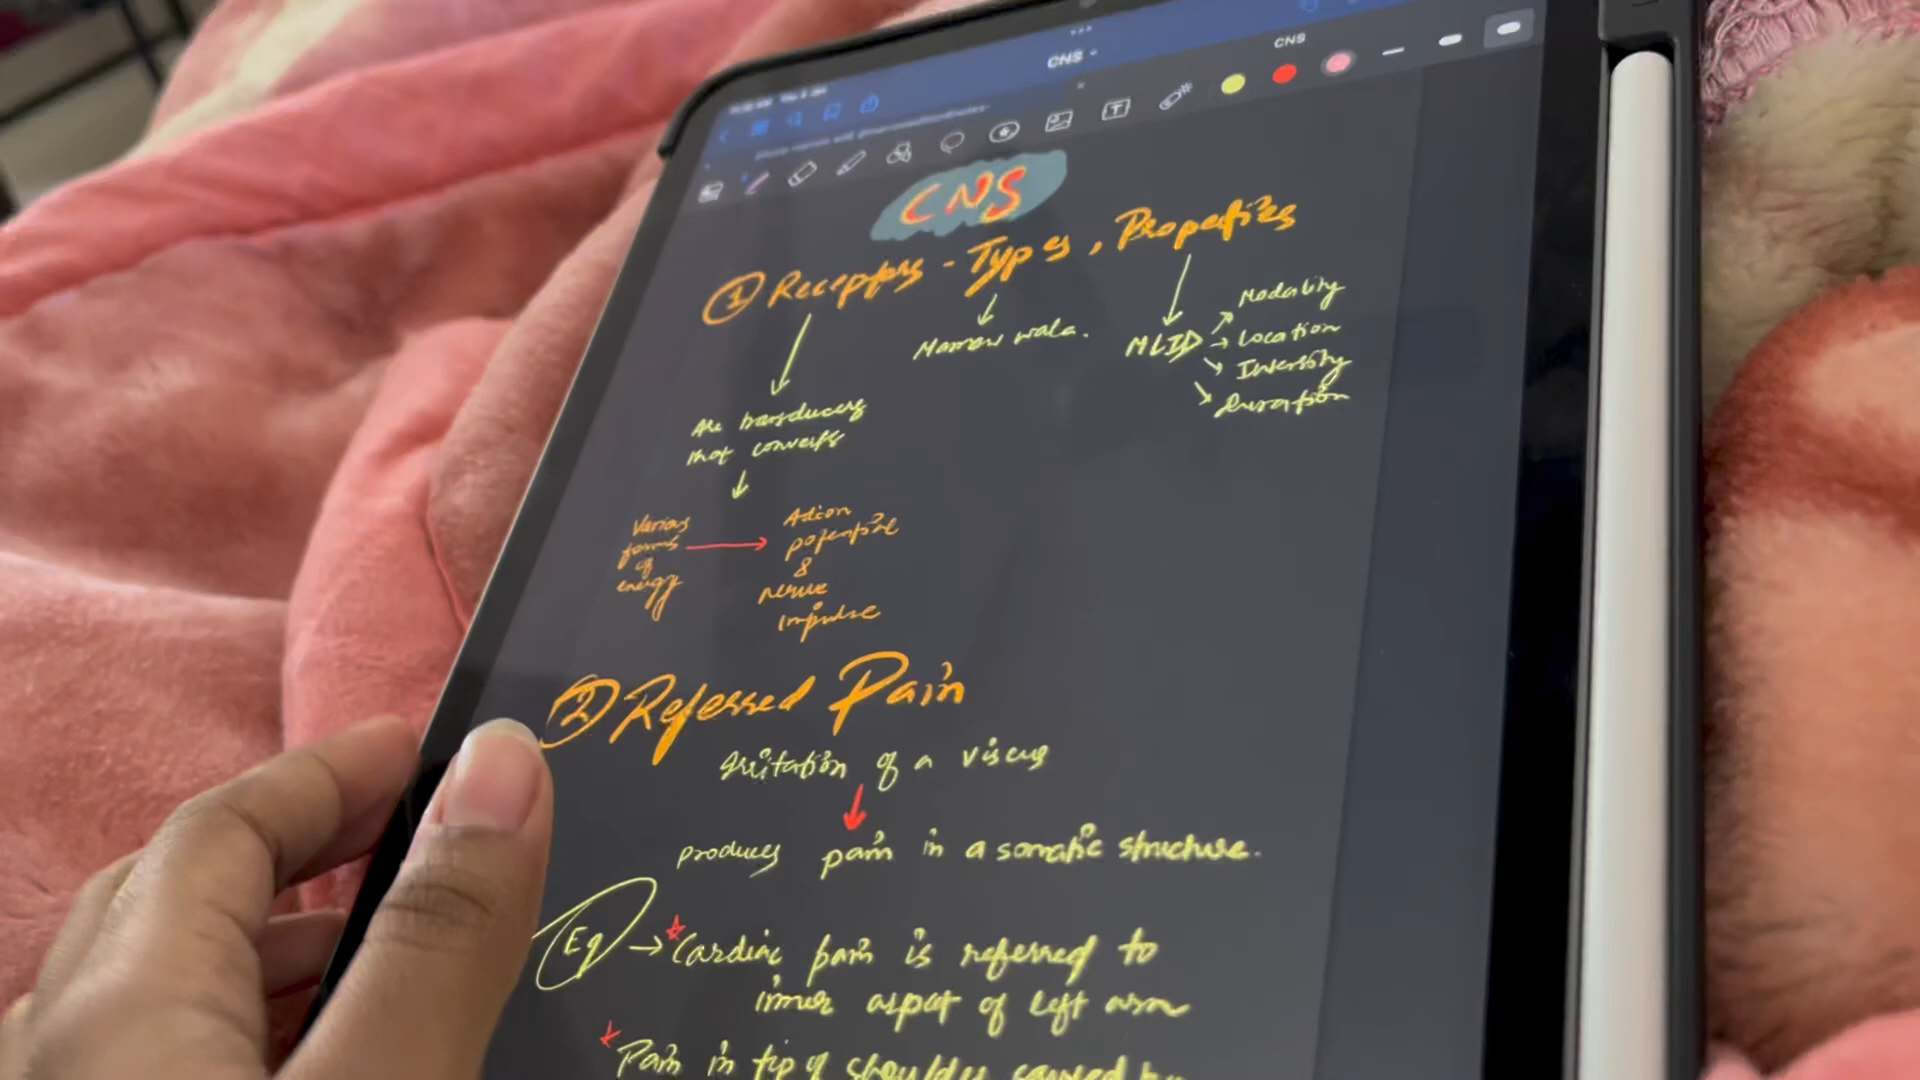 CNS
CNS
CNS
① Receptors - Types, Properties
Marrow wala.
MLID
Modality
Location
Intensity
Duration
Are transducers
that converts
Various
forms
of
energy
Action
potential
&
nerve
impulse
② Referred Pain
Irritation of a viscus
produces pain in a somatic structure.
Eg → * Cardiac pain is referred to
inner aspect of left arm
* Pain in tip of shoulder caused by